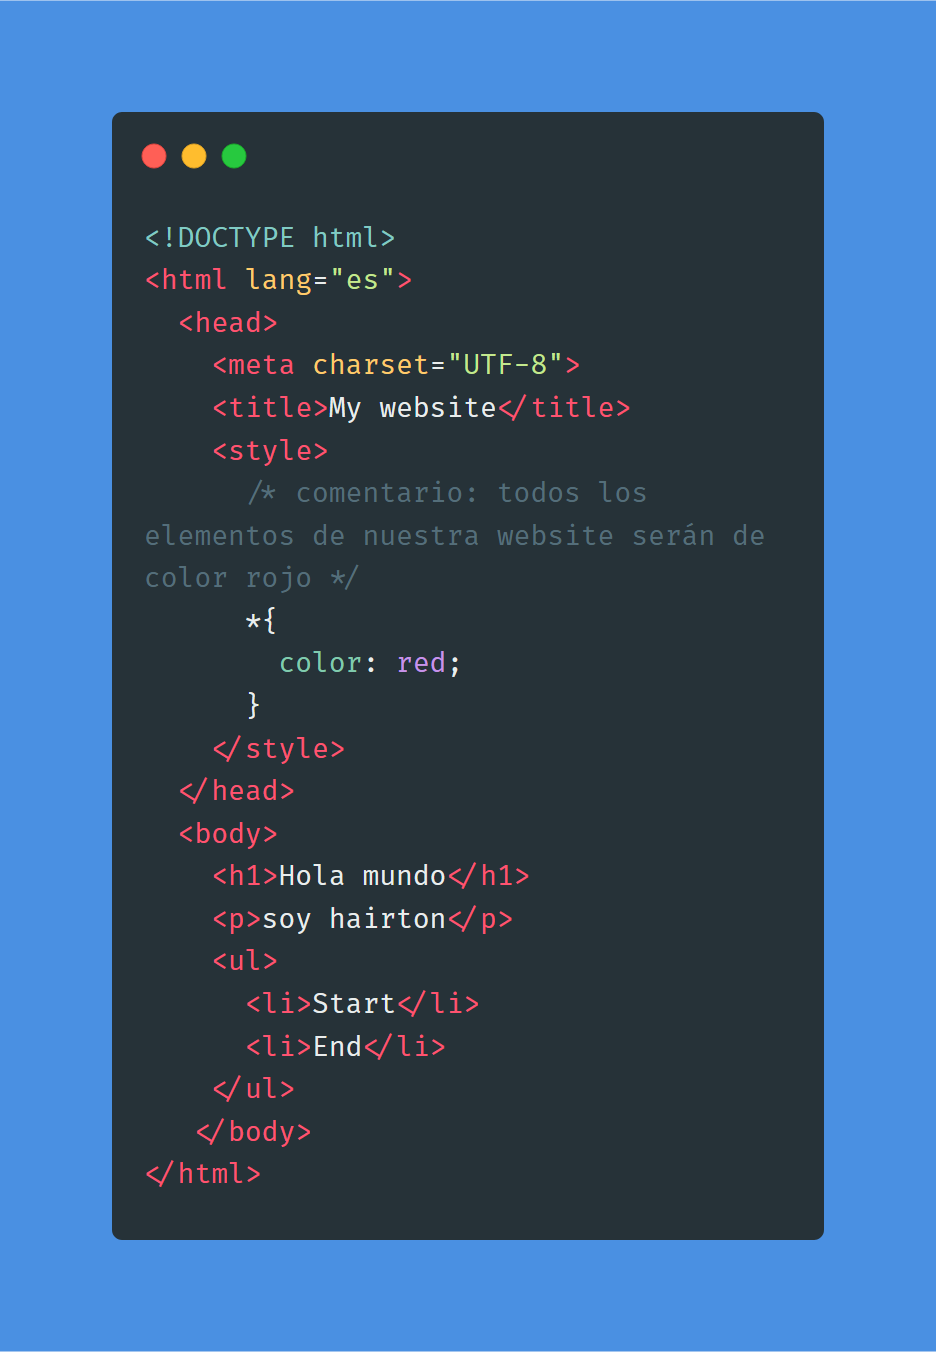 <!DOCTYPE html>
<html lang="es">
  <head>
    <meta charset="UTF-8">
    <title>My website</title>
    <style>
      /* comentario: todos los
elementos de nuestra website serán de
color rojo */
      *{
        color: red;
      }
    </style>
  </head>
  <body>
    <h1>Hola mundo</h1>
    <p>soy hairton</p>
    <ul>
      <li>Start</li>
      <li>End</li>
    </ul>
   </body>
</html>